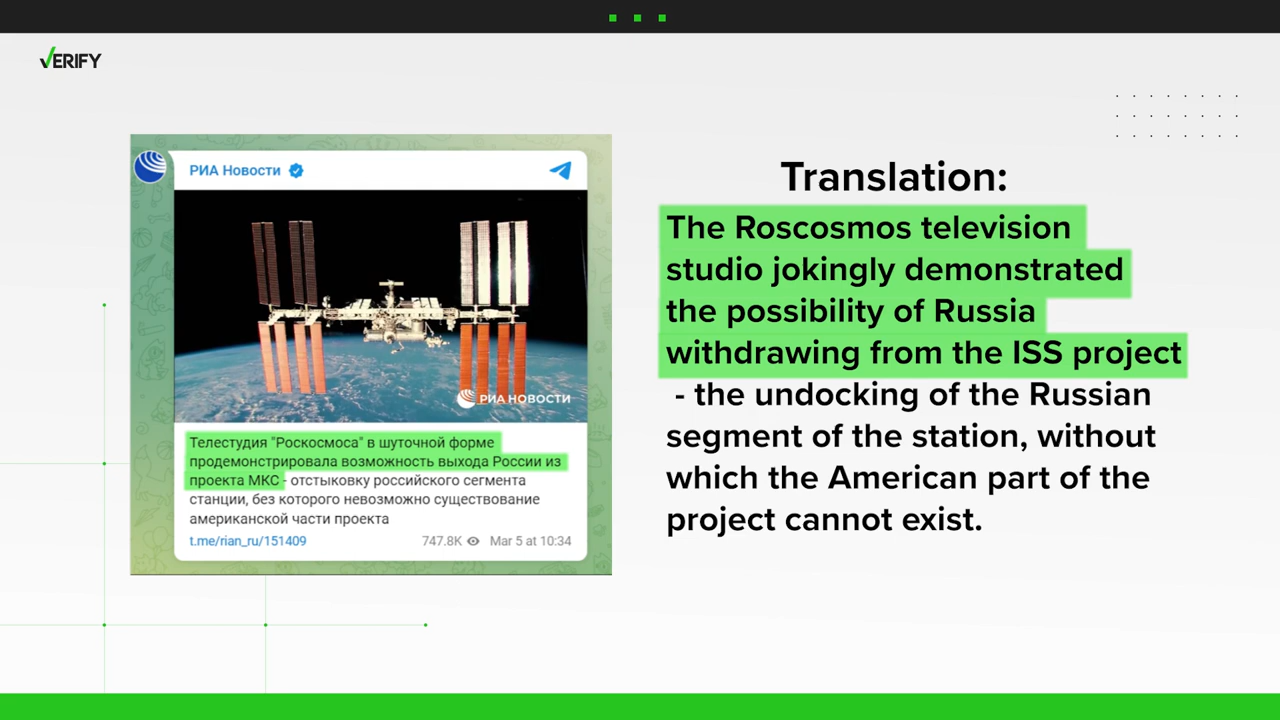 VERIFY
РИА Новости
РИА НОВОСТИ
Телестудия "Роскосмоса" в шуточной форме
продемонстрировала возможность выхода России из
проекта МКС - отстыковку российского сегмента
станции, без которого невозможно существование
американской части проекта
t.me/rian_ru/151409 747.8K Mar 5 at 10:34
Translation:
The Roscosmos television
studio jokingly demonstrated
the possibility of Russia
withdrawing from the ISS project
- the undocking of the Russian
segment of the station, without
which the American part of the
project cannot exist.